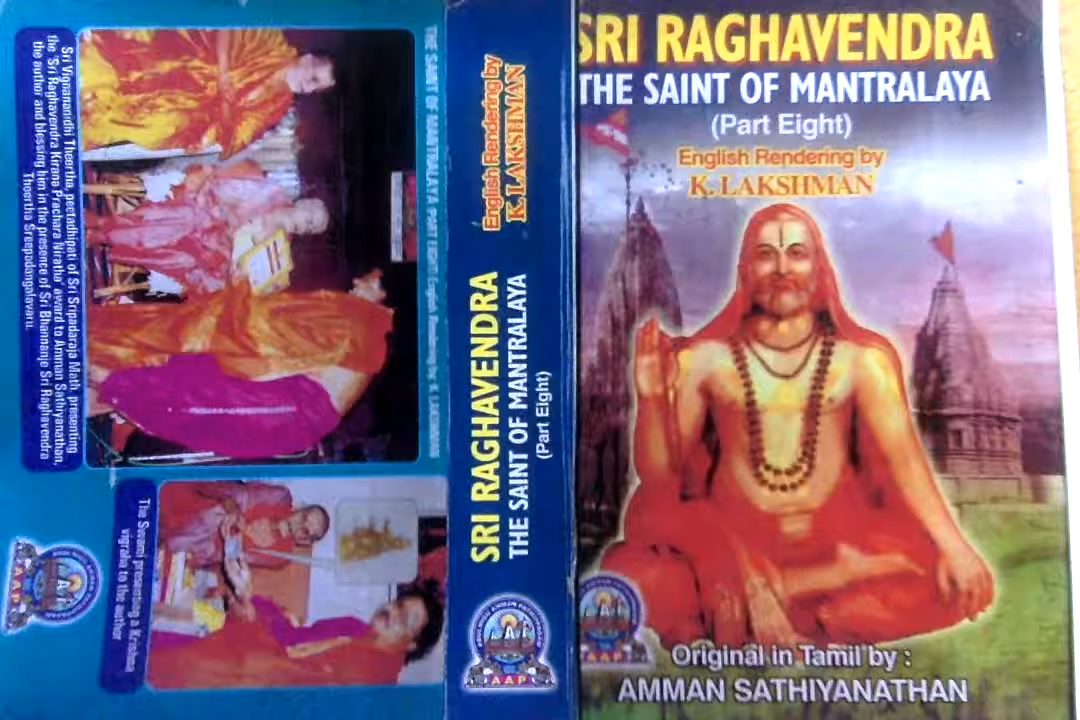 SRI RAGHAVENDRA
THE SAINT OF MANTRALAYA
(Part Eight)
English Rendering by
K. LAKSHMAN
Original in Tamil by :
AMMAN SATHIYANATHAN
AAP
SRI RAGHAVENDRA
THE SAINT OF MANTRALAYA
(Part Eight)
English Rendering by
K. LAKSHMAN
AAP
THE SAINT OF MANTRALAYA PART EIGHT English Rendering by K. LAKSHMAN
Sri Vignananidhi Theertha, peetadhipati of Sri Sripadaraja Math, presenting
the 'Sri Raghavendra Kirana Prachara Niratha' award to Amman Sathiyanathan,
the author and blessing him in the presence of Sri Bhannanje Sri Raghavendra
Theertha Sreepadangalavaru.
The Swami presenting a Krishna
vigraha to the author
AAP